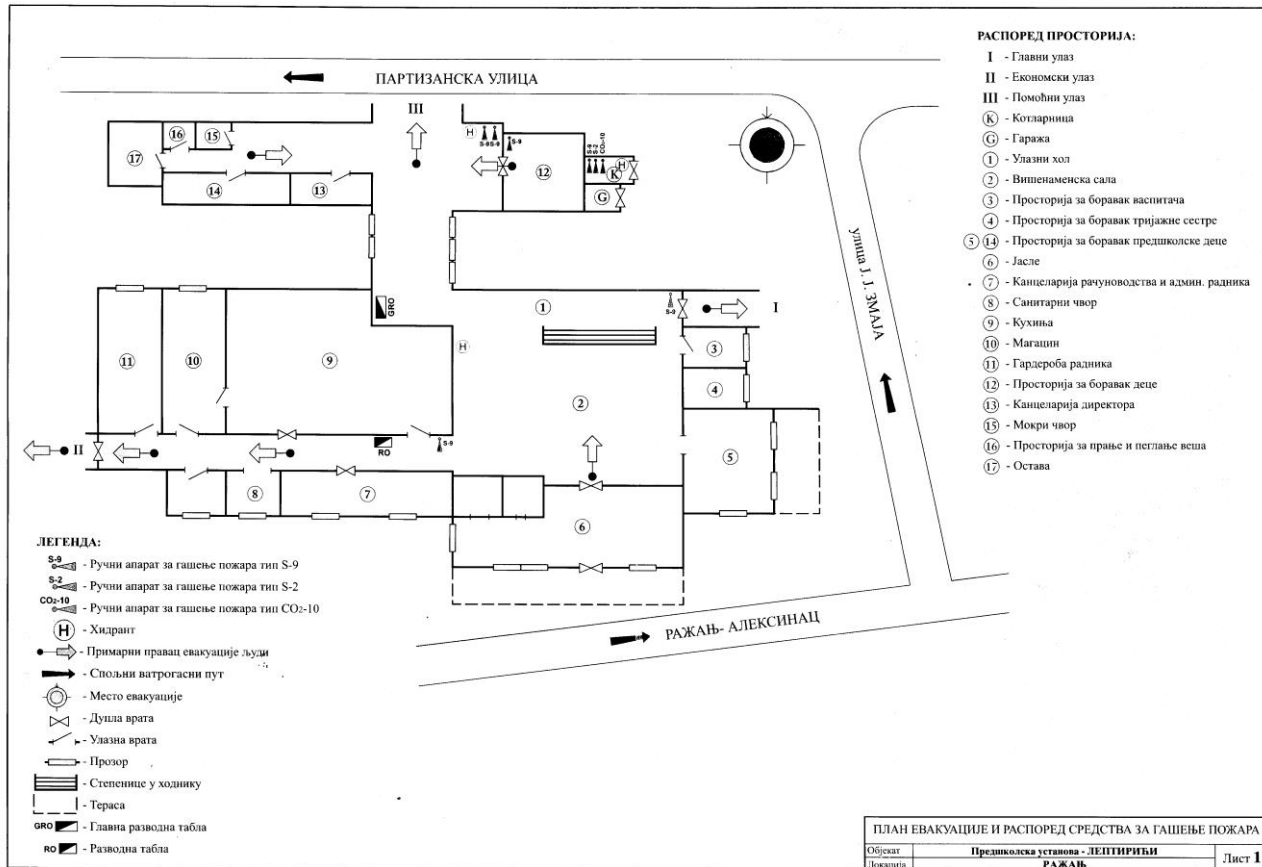 ПАРТИЗАНСКА УЛИЦА
III
16
15
17
14
13
H
S-9 S-9
S-9
12
S-9
S-2
CO2-10
K
H
G
GRO
1
S-9
I
3
4
2
H
11
10
9
II
RO
S-9
8
7
5
6
улица Ј. Ј. ЗМАЈА
РАЖАЊ- АЛЕКСИНАЦ
РАСПОРЕД ПРОСТОРИЈА:
I - Главни улаз
II - Економски улаз
III - Помоћни улаз
K - Котларница
G - Гаража
1 - Улазни хол
2 - Вишенаменска сала
3 - Просторија за боравак васпитача
4 - Просторија за боравак тријажне сестре
5 14 - Просторија за боравак предшколске деце
6 - Јасле
7 - Канцеларија рачуноводства и админ. радника
8 - Санитарни чвор
9 - Кухиња
10 - Магацин
11 - Гардероба радника
12 - Просторија за боравак деце
13 - Канцеларија директора
15 - Мокри чвор
16 - Просторија за прање и пеглање веша
17 - Остава
ЛЕГЕНДА:
S-9 - Ручни апарат за гашење пожара тип S-9
S-2 - Ручни апарат за гашење пожара тип S-2
CO2-10 - Ручни апарат за гашење пожара тип CO2-10
H - Хидрант
- Примарни правац евакуације људи
- Спољни ватрогасни пут
- Место евакуације
- Дупла врата
- Улазна врата
- Прозор
- Степенице у ходнику
- Тераса
GRO - Главна разводна табла
RO - Разводна табла
ПЛАН ЕВАКУАЦИЈЕ И РАСПОРЕД СРЕДСТВА ЗА ГАШЕЊЕ ПОЖАРА
Објекат Предшколска установа - ЛЕПТИРИЋИ Лист 1
Локација РАЖАЊ